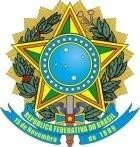 REPÚBLICA FEDERATIVA DO BRASIL
15 de Novembro de 1889